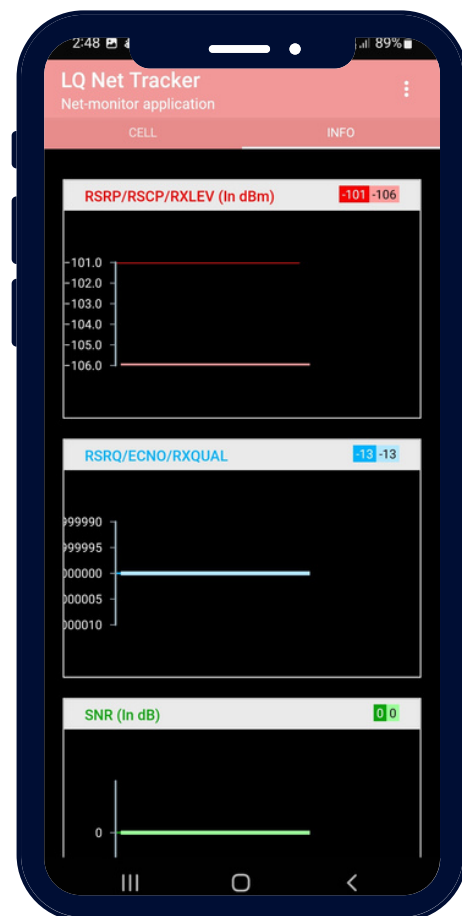 2:48
89%
LQ Net Tracker
Net-monitor application
CELL
INFO
RSRP/RSCP/RXLEV (In dBm)
-101 -106
-101.0
-102.0
-103.0
-104.0
-105.0
-106.0
RSRQ/ECNO/RXQUAL
-13 -13
999990
999995
000000
000005
000010
SNR (In dB)
0 0
0